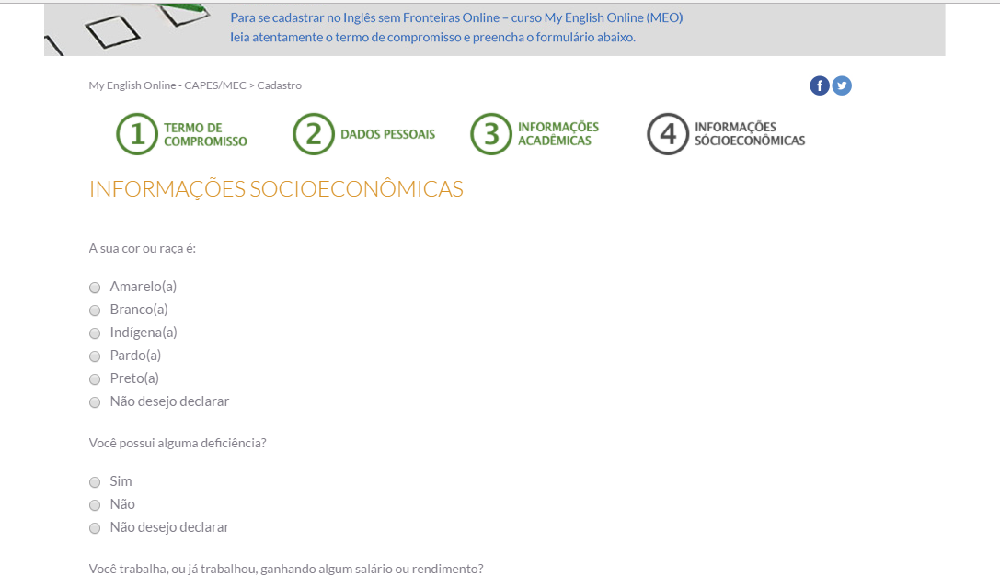 Para se cadastrar no Inglês sem Fronteiras Online – curso My English Online (MEO)
leia atentamente o termo de compromisso e preencha o formulário abaixo.
My English Online - CAPES/MEC > Cadastro
1 TERMO DE
COMPROMISSO
2 DADOS PESSOAIS
3 INFORMAÇÕES
ACADÊMICAS
4 INFORMAÇÕES
SÓCIOECONÔMICAS
INFORMAÇÕES SOCIOECONÔMICAS
A sua cor ou raça é:
Amarelo(a)
Branco(a)
Indígena(a)
Pardo(a)
Preto(a)
Não desejo declarar
Você possui alguma deficiência?
Sim
Não
Não desejo declarar
Você trabalha, ou já trabalhou, ganhando algum salário ou rendimento?